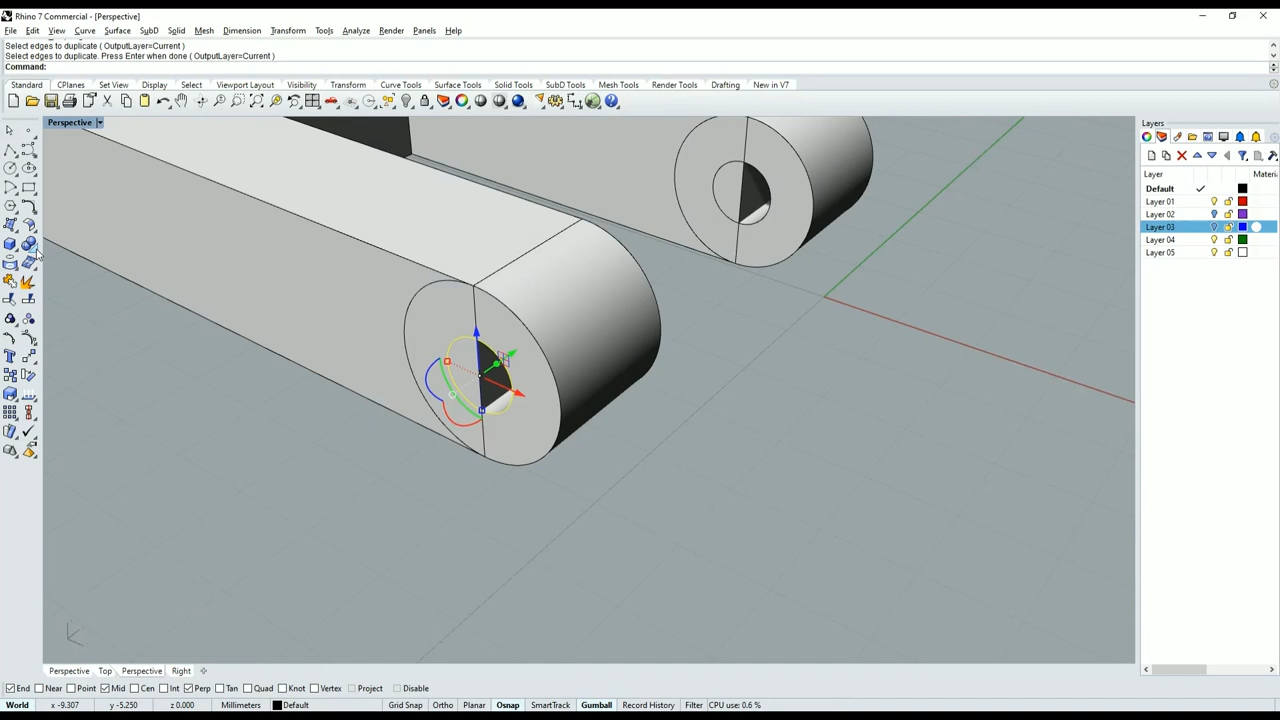 Rhino 7 Commercial - [Perspective]
File Edit View Curve Surface SubD Solid Mesh Dimension Transform Tools Analyze Render Panels Help
Select edges to duplicate ( OutputLayer=Current )
Select edges to duplicate. Press Enter when done ( OutputLayer=Current )
Command:
Standard CPlanes Set View Display Select Viewport Layout Visibility Transform Curve Tools Surface Tools Solid Tools SubD Tools Mesh Tools Render Tools Drafting New in V7
Perspective
Layers
Layer Materi
Default
Layer 01
Layer 02
Layer 03
Layer 04
Layer 05
Perspective Top Perspective Right
End Near Point Mid Cen Int Perp Tan Quad Knot Vertex Project Disable
World x -9.307 y -5.250 z 0.000 Millimeters Default Grid Snap Ortho Planar Osnap SmartTrack Gumball Record History Filter CPU use: 0.6 %